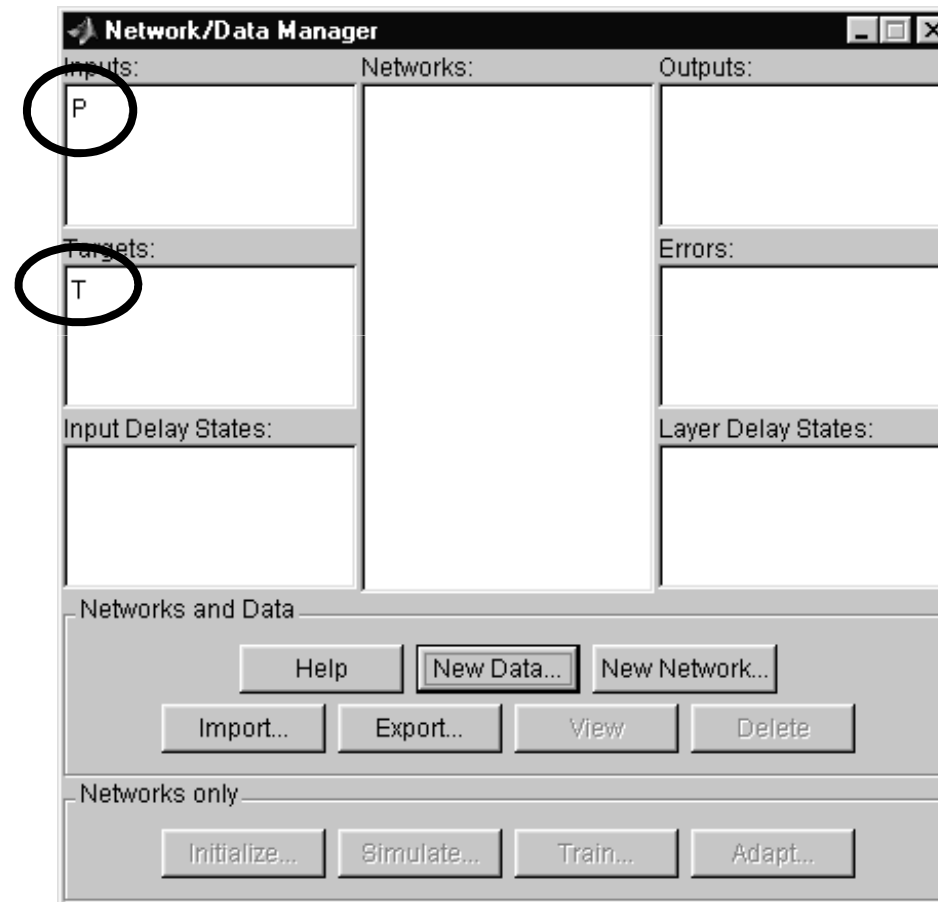 Network/Data Manager
Inputs: Networks: Outputs:
P
Targets: Errors:
T
Input Delay States: Layer Delay States:
Networks and Data
Help New Data... New Network...
Import... Export... View Delete
Networks only
Initialize... Simulate... Train... Adapt...